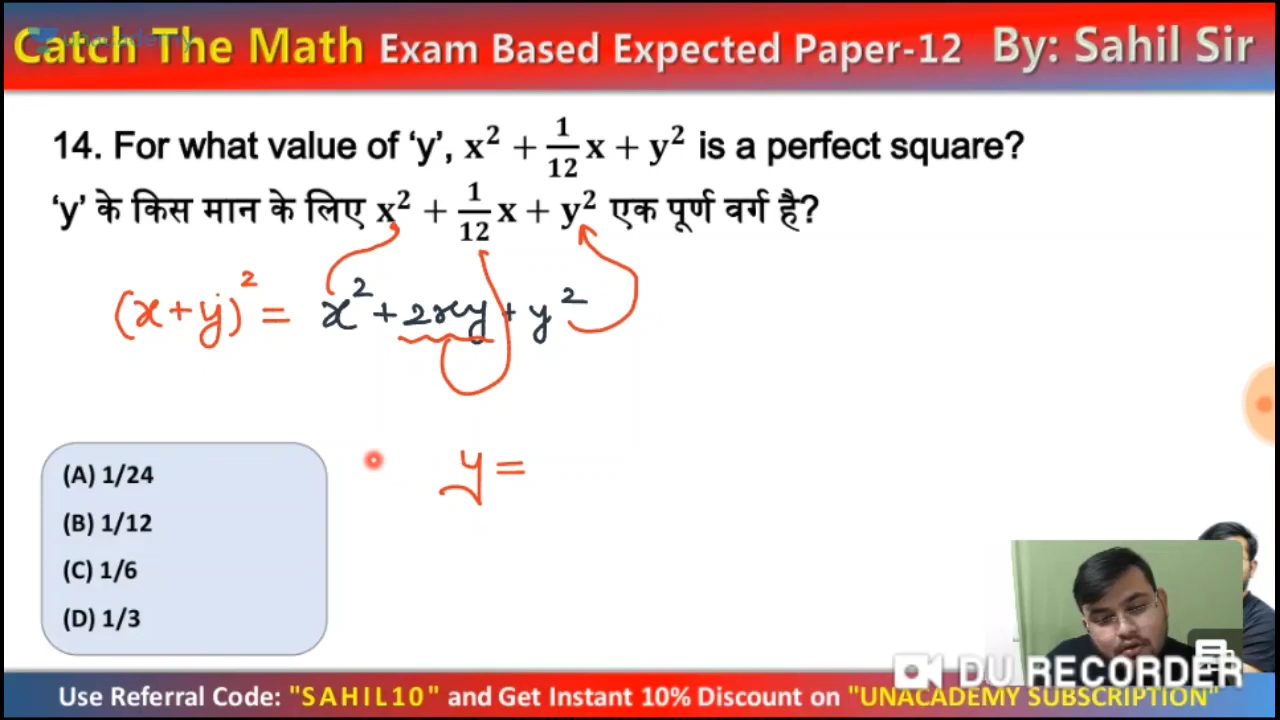 Catch The Math Exam Based Expected Paper-12 By: Sahil Sir
14. For what value of ‘y’, x² + 1/12 x + y² is a perfect square?
‘y’ के किस मान के लिए x² + 1/12 x + y² एक पूर्ण वर्ग है?
(x+y)² = x² + 2xy + y²
y =
(A) 1/24
(B) 1/12
(C) 1/6
(D) 1/3
DU RECORDER
Use Referral Code: "SAHIL10" and Get Instant 10% Discount on "UNACADEMY SUBSCRIPTION"